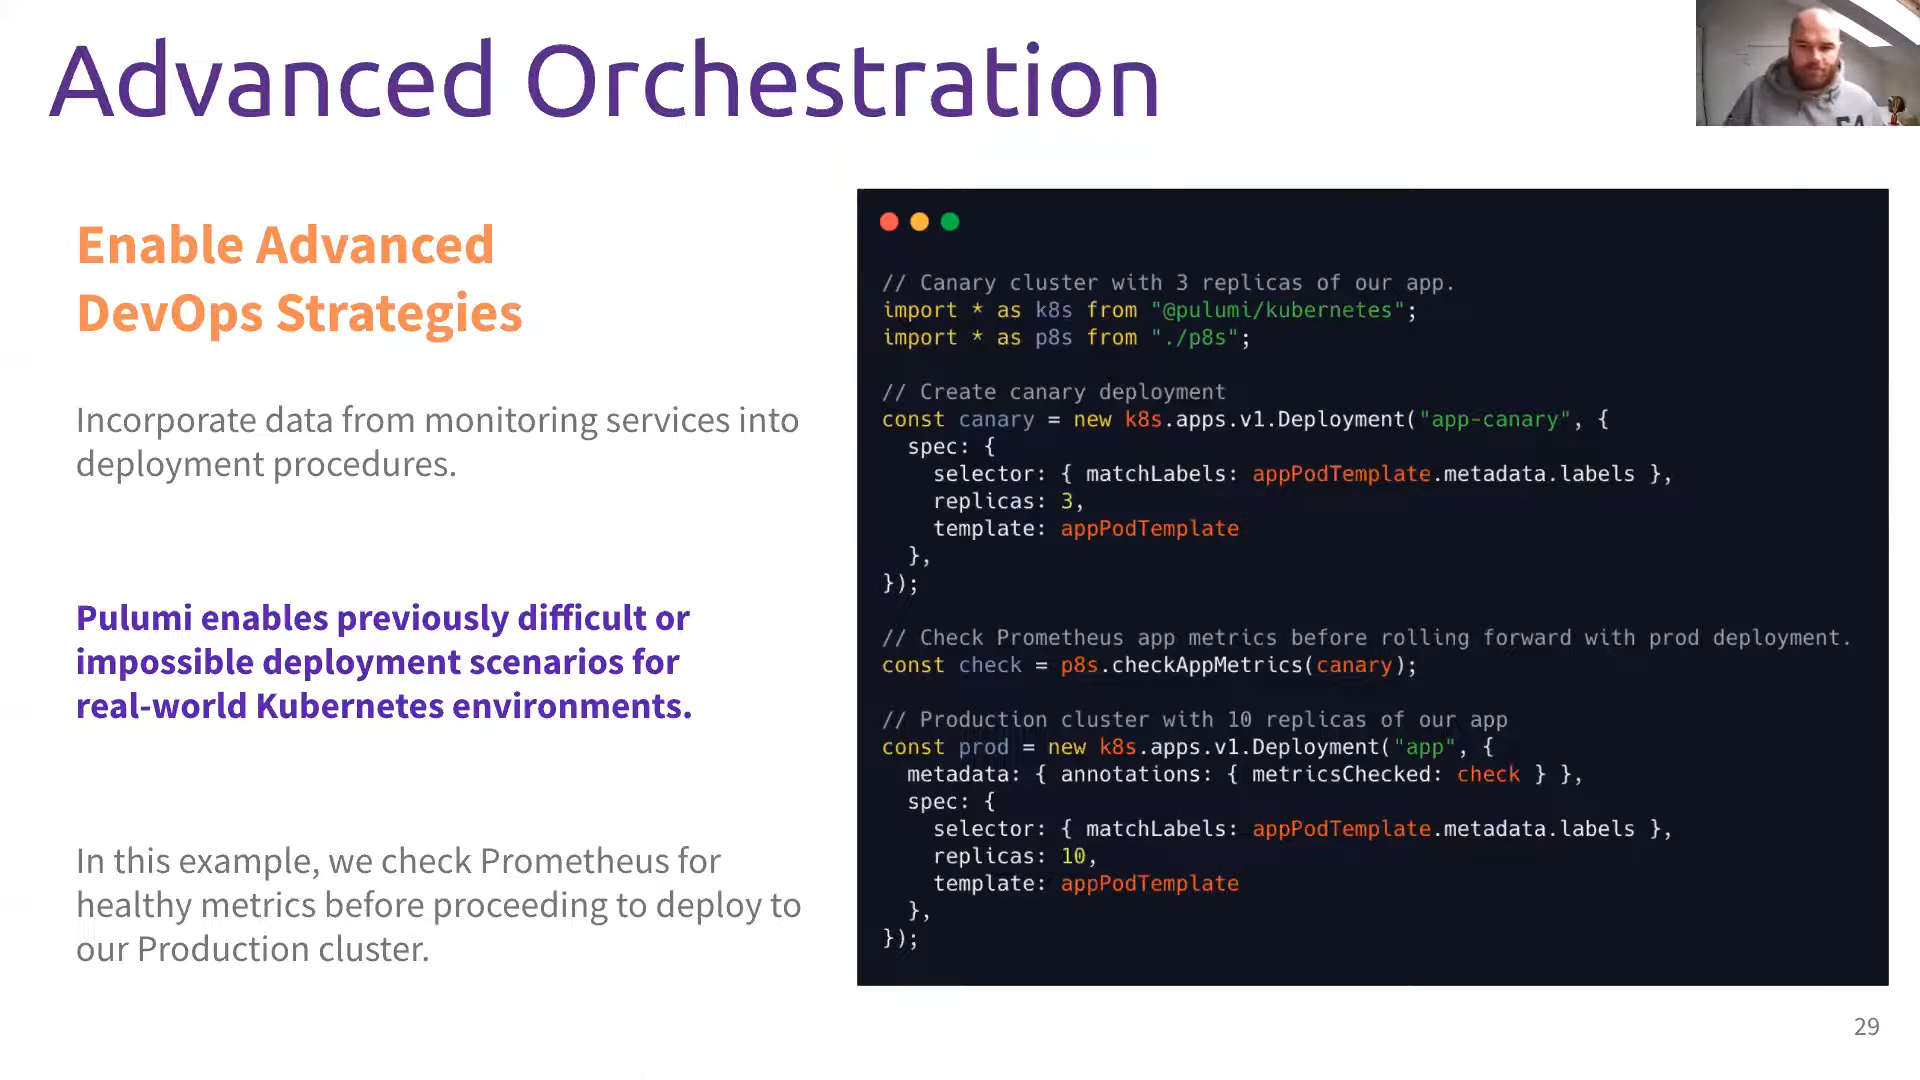 Advanced Orchestration
Enable Advanced
DevOps Strategies
Incorporate data from monitoring services into
deployment procedures.
Pulumi enables previously difficult or
impossible deployment scenarios for
real-world Kubernetes environments.
In this example, we check Prometheus for
healthy metrics before proceeding to deploy to
our Production cluster.
// Canary cluster with 3 replicas of our app.
import * as k8s from "@pulumi/kubernetes";
import * as p8s from "./p8s";
// Create canary deployment
const canary = new k8s.apps.v1.Deployment("app-canary", {
  spec: {
    selector: { matchLabels: appPodTemplate.metadata.labels },
    replicas: 3,
    template: appPodTemplate
  },
});
// Check Prometheus app metrics before rolling forward with prod deployment.
const check = p8s.checkAppMetrics(canary);
// Production cluster with 10 replicas of our app
const prod = new k8s.apps.v1.Deployment("app", {
  metadata: { annotations: { metricsChecked: check } },
  spec: {
    selector: { matchLabels: appPodTemplate.metadata.labels },
    replicas: 10,
    template: appPodTemplate
  },
});
29